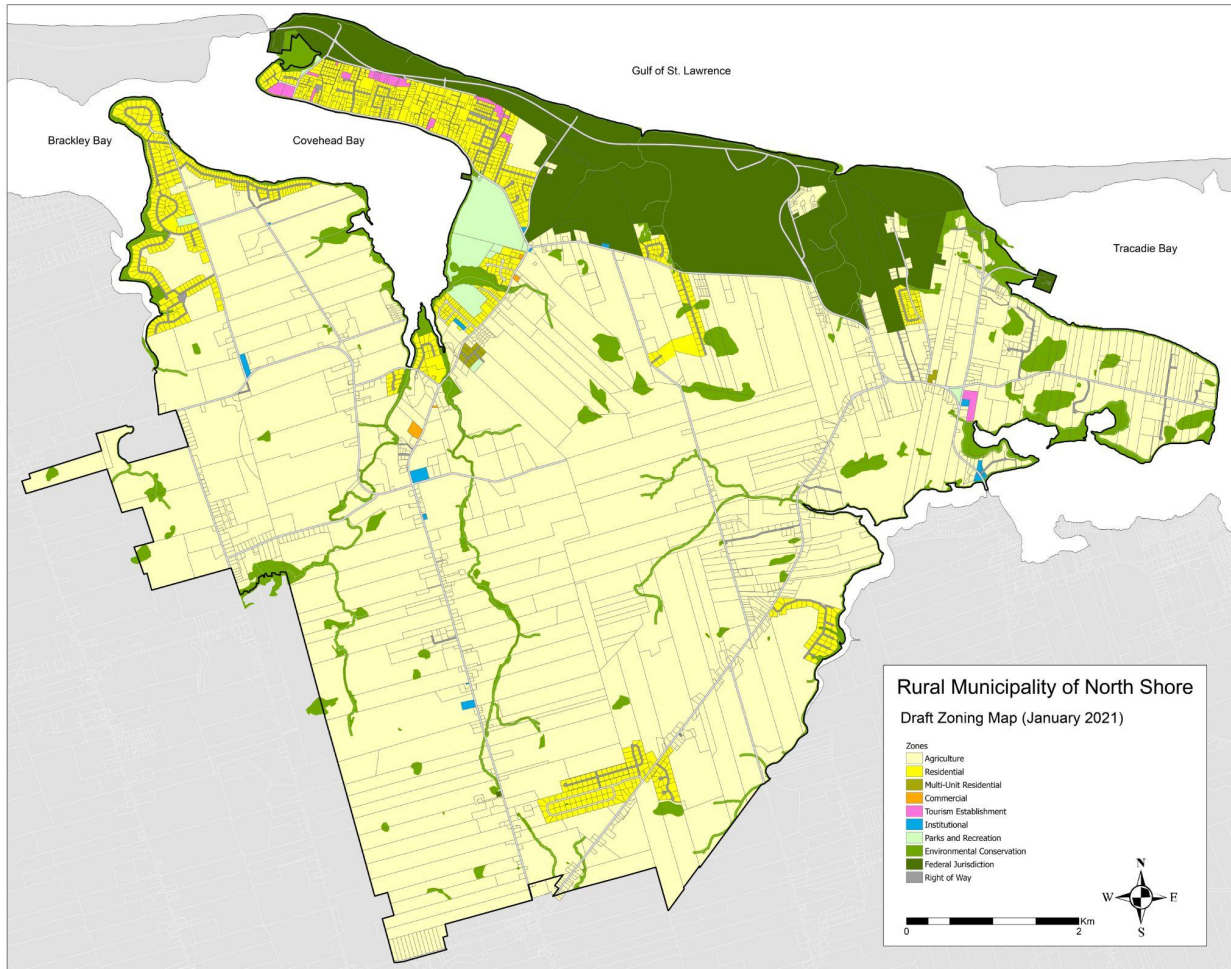 Gulf of St. Lawrence
Brackley Bay
Covehead Bay
Tracadie Bay
Rural Municipality of North Shore
Draft Zoning Map (January 2021)
Zones
Agriculture
Residential
Multi-Unit Residential
Commercial
Tourism Establishment
Institutional
Parks and Recreation
Environmental Conservation
Federal Jurisdiction
Right of Way
N
W E
S
Km
0 2